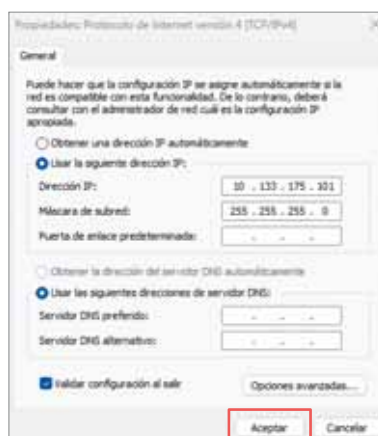 Propiedades: Protocolo de Internet versión 4 (TCP/IPv4)
General
Puede hacer que la configuración IP se asigne automáticamente si la
red es compatible con esta funcionalidad. De lo contrario, deberá
consultar con el administrador de red cuál es la configuración IP
apropiada.
Obtener una dirección IP automáticamente
Usar la siguiente dirección IP:
Dirección IP: 10 . 133 . 175 . 101
Máscara de subred: 255 . 255 . 255 . 0
Puerta de enlace predeterminada: . . .
Obtener la dirección del servidor DNS automáticamente
Usar las siguientes direcciones de servidor DNS:
Servidor DNS preferido: . . .
Servidor DNS alternativo: . . .
Validar configuración al salir Opciones avanzadas...
Aceptar Cancelar